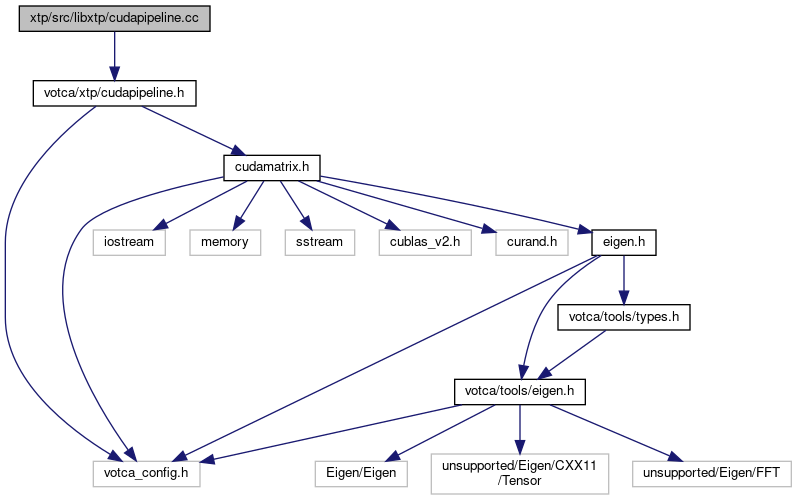 xtp/src/libxtp/cudapipeline.cc
votca/xtp/cudapipeline.h
cudamatrix.h
iostream
memory
sstream
cublas_v2.h
curand.h
eigen.h
votca/tools/types.h
votca/tools/eigen.h
votca_config.h
Eigen/Eigen
unsupported/Eigen/CXX11
/Tensor
unsupported/Eigen/FFT